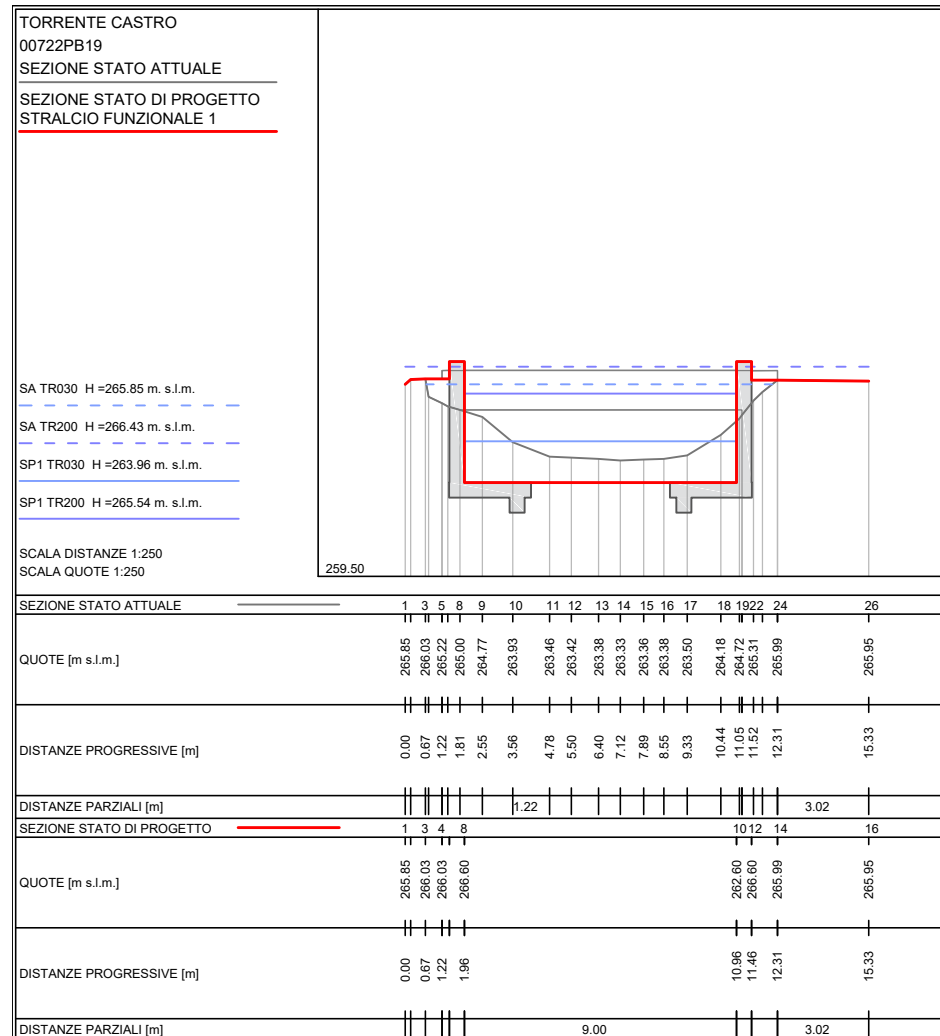 TORRENTE CASTRO
00722PB19
SEZIONE STATO ATTUALE
SEZIONE STATO DI PROGETTO
STRALCIO FUNZIONALE 1
SA TR030 H =265.85 m. s.l.m.
SA TR200 H =266.43 m. s.l.m.
SP1 TR030 H =263.96 m. s.l.m.
SP1 TR200 H =265.54 m. s.l.m.
SCALA DISTANZE 1:250
SCALA QUOTE 1:250
259.50
SEZIONE STATO ATTUALE 1 3 5 8 9 10 11 12 13 14 15 16 17 18 19 22 24 26
QUOTE [m s.l.m.] 265.85 266.03 265.22 265.00 264.77 263.93 263.46 263.42 263.38 263.33 263.36 263.38 263.50 264.18 264.72 265.31 265.99 265.95
DISTANZE PROGRESSIVE [m] 0.00 0.67 1.22 1.81 2.55 3.56 4.78 5.50 6.40 7.12 7.89 8.55 9.33 10.44 11.05 11.52 12.31 15.33
DISTANZE PARZIALI [m] 1.22 3.02
SEZIONE STATO DI PROGETTO 1 3 4 8 10 12 14 16
QUOTE [m s.l.m.] 265.85 266.03 266.03 266.60 262.60 266.60 265.99 265.95
DISTANZE PROGRESSIVE [m] 0.00 0.67 1.22 1.96 10.96 11.46 12.31 15.33
DISTANZE PARZIALI [m] 9.00 3.02